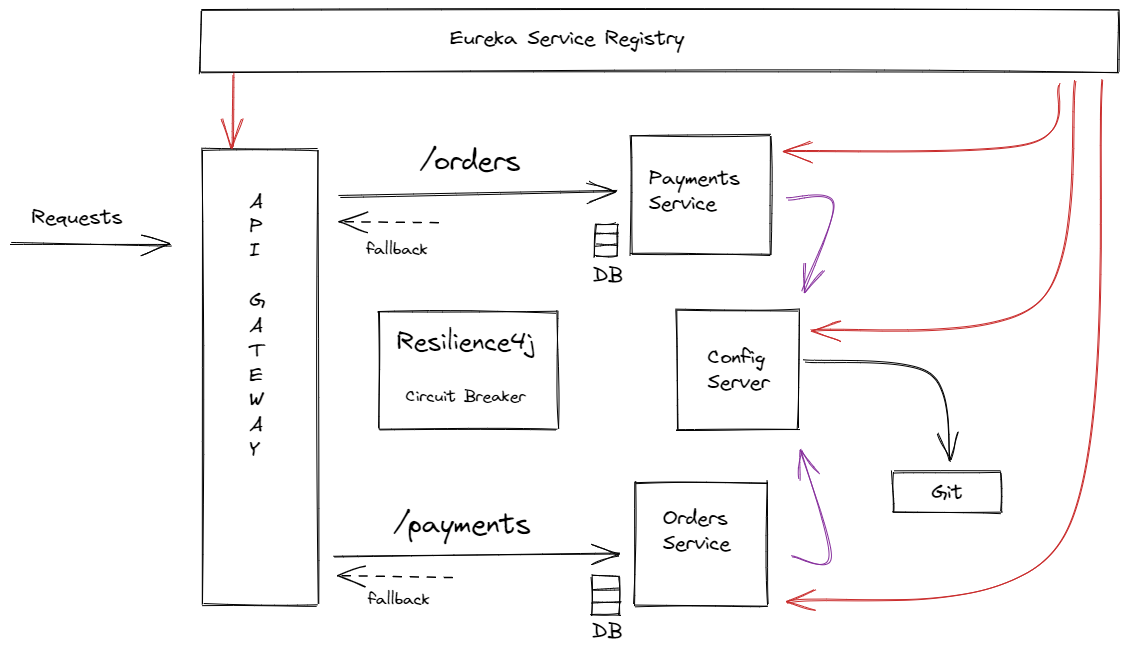 Eureka Service Registry
Requests
A
P
I
G
A
T
E
W
A
Y
/orders
fallback
Payments
Service
DB
Resilience4j
Circuit Breaker
Config
Server
Git
/payments
fallback
Orders
Service
DB